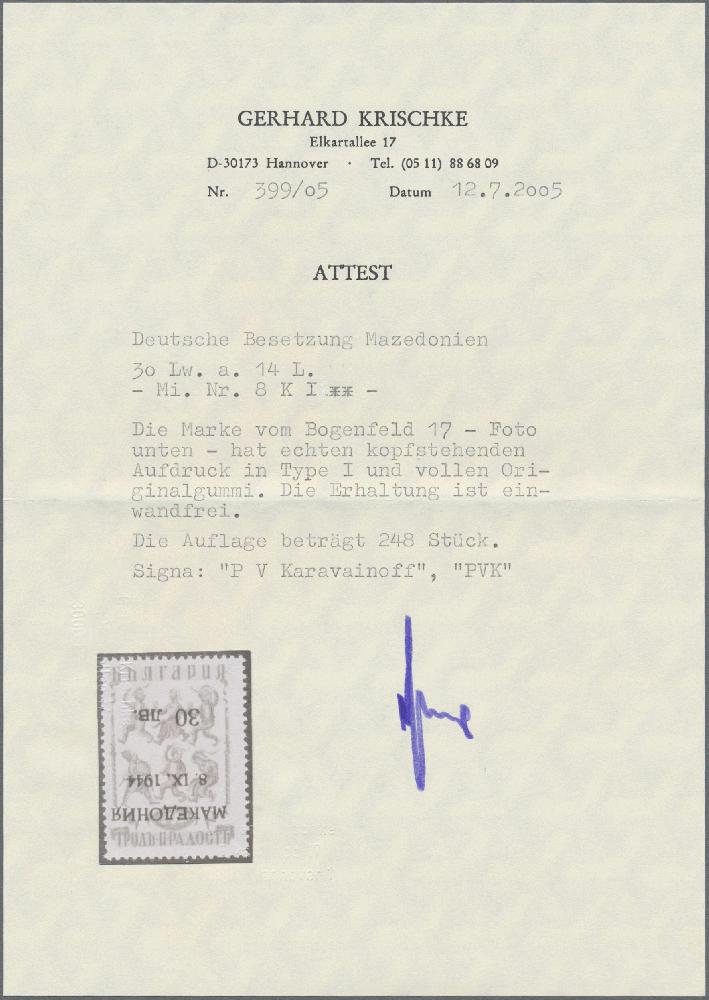 GERHARD KRISCHKE
Elkartallee 17
D-30173 Hannover · Tel. (05 11) 88 68 09
Nr. 399/o5 Datum 12.7.2oo5
ATTEST
Deutsche Besetzung Mazedonien
3o Lw. a. 14 L.
- Mi. Nr. 8 K I ** -
Die Marke vom Bogenfeld 17 - Foto
unten - hat echten kopfstehenden
Aufdruck in Type I und vollen Ori-
ginalgummi. Die Erhaltung ist ein-
wandfrei.
Die Auflage beträgt 248 Stück.
Signa: "P V Karavainoff", "PVK"
БЪЛГАРИЯ
30 ЛВ.
8. IX. 1944
МАКЕДОНИЯ